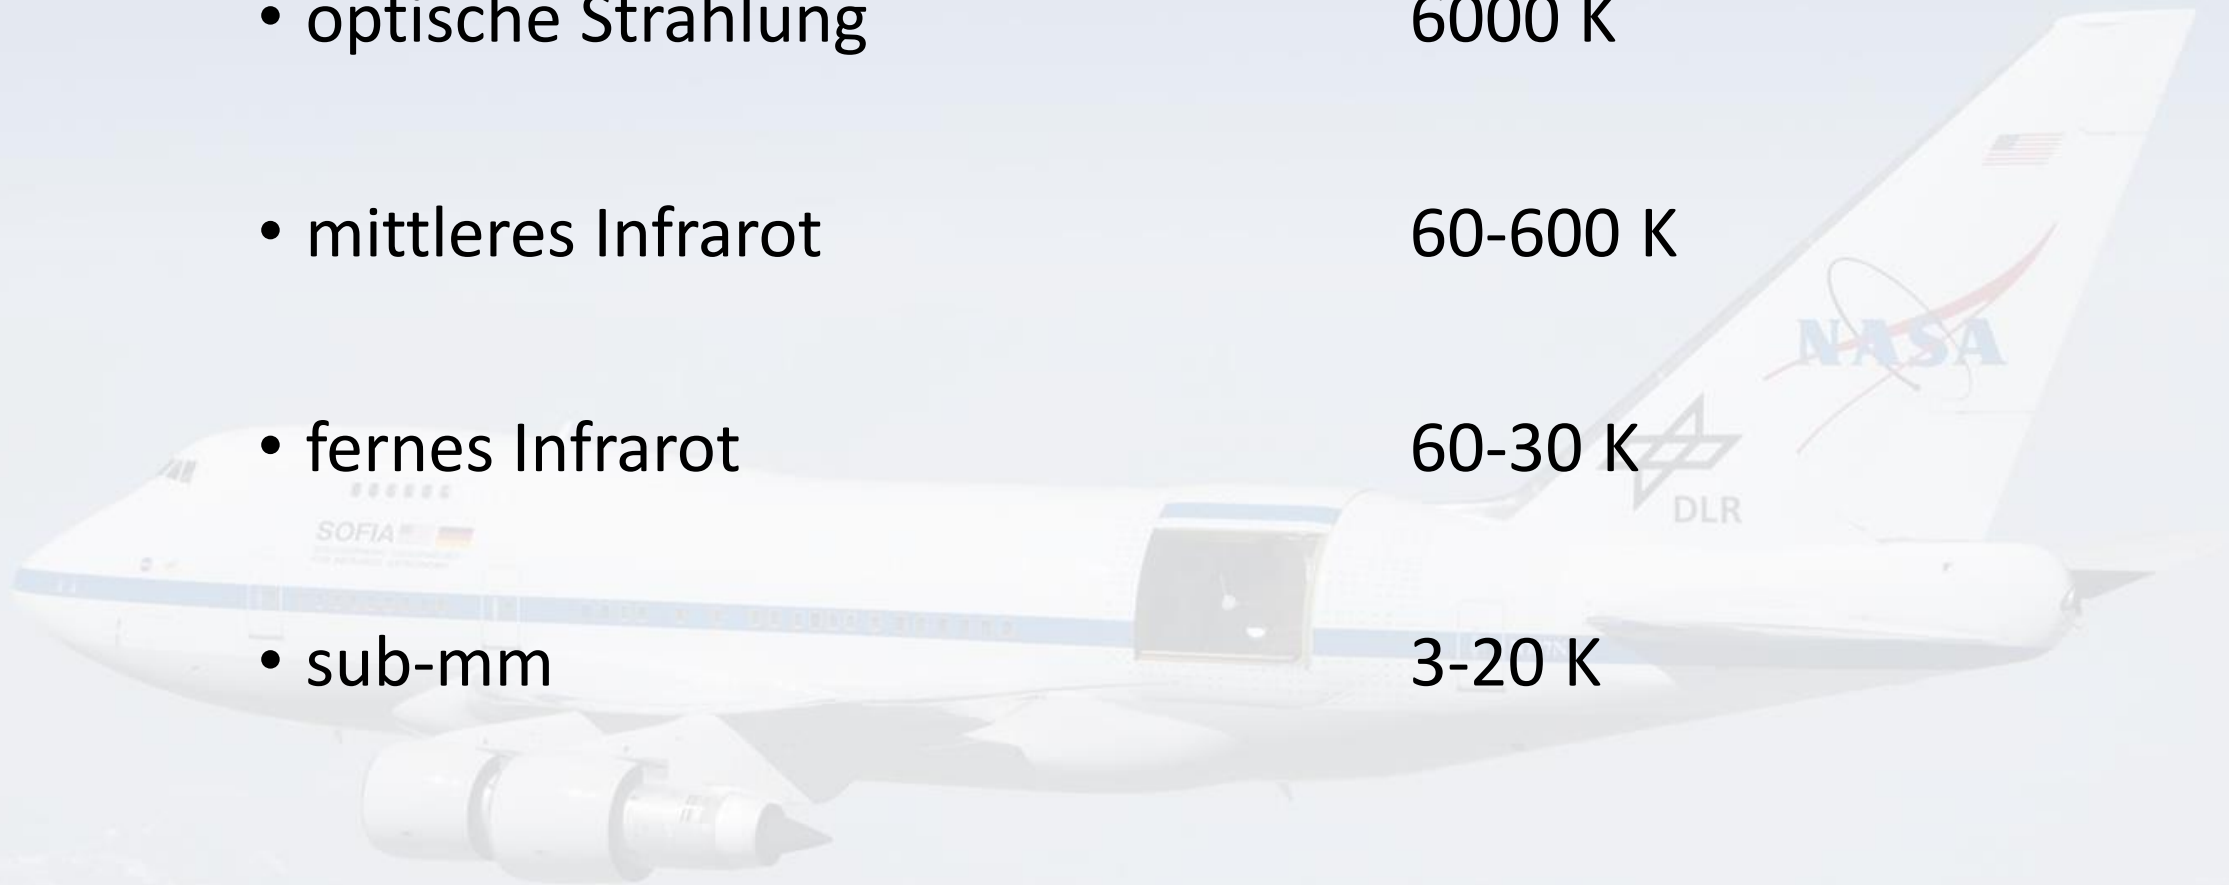 • optische Strahlung 6000 K
• mittleres Infrarot 60-600 K
NASA
• fernes Infrarot 60-30 K
DLR
SOFIA
• sub-mm 3-20 K